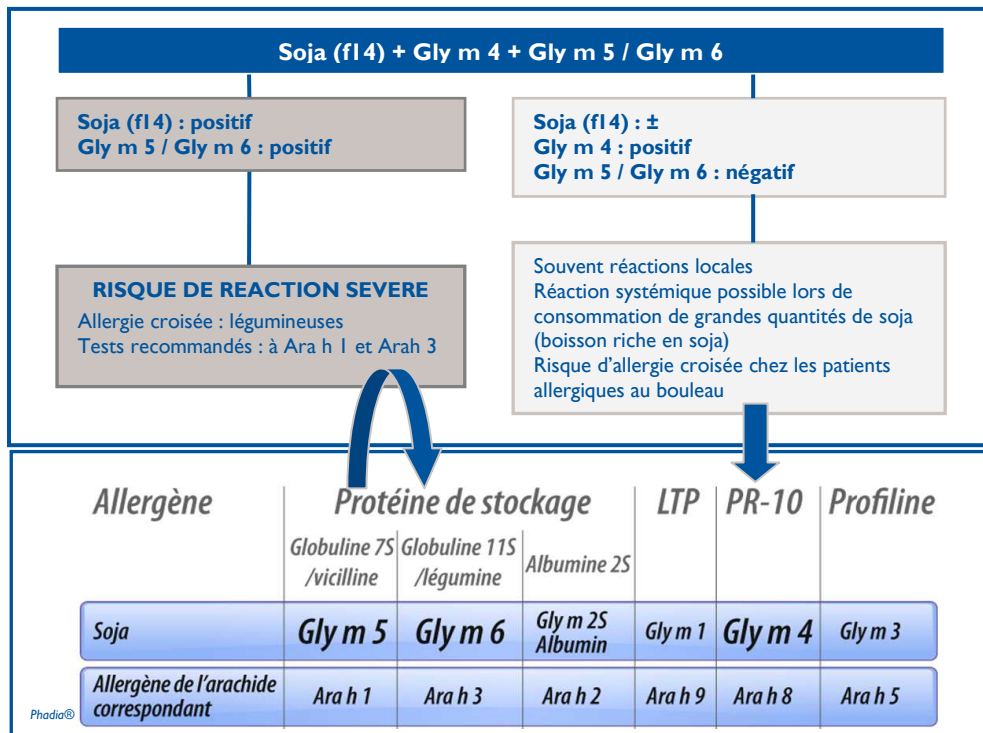 Soja (f14) + Gly m 4 + Gly m 5 / Gly m 6
Soja (f14) : positif
Gly m 5 / Gly m 6 : positif
Soja (f14) : ±
Gly m 4 : positif
Gly m 5 / Gly m 6 : négatif
RISQUE DE REACTION SEVERE
Allergie croisée : légumineuses
Tests recommandés : à Ara h 1 et Arah 3
Souvent réactions locales
Réaction systémique possible lors de
consommation de grandes quantités de soja
(boisson riche en soja)
Risque d’allergie croisée chez les patients
allergiques au bouleau
Allergène Protéine de stockage LTP PR-10 Profiline
Globuline 7S Globuline 11S Albumine 2S
/vicilline /légumine
Soja Gly m 5 Gly m 6 Gly m 2S Albumin Gly m 1 Gly m 4 Gly m 3
Allergène de l'arachide
correspondant Ara h 1 Ara h 3 Ara h 2 Ara h 9 Ara h 8 Ara h 5
Phadia®